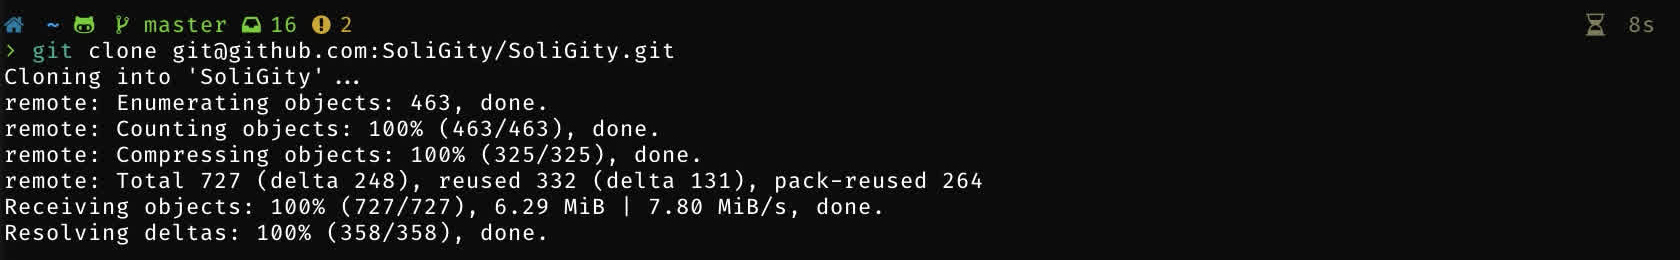 ~ master 16 2 8s
> git clone git@github.com:SoliGity/SoliGity.git
Cloning into 'SoliGity'...
remote: Enumerating objects: 463, done.
remote: Counting objects: 100% (463/463), done.
remote: Compressing objects: 100% (325/325), done.
remote: Total 727 (delta 248), reused 332 (delta 131), pack-reused 264
Receiving objects: 100% (727/727), 6.29 MiB | 7.80 MiB/s, done.
Resolving deltas: 100% (358/358), done.